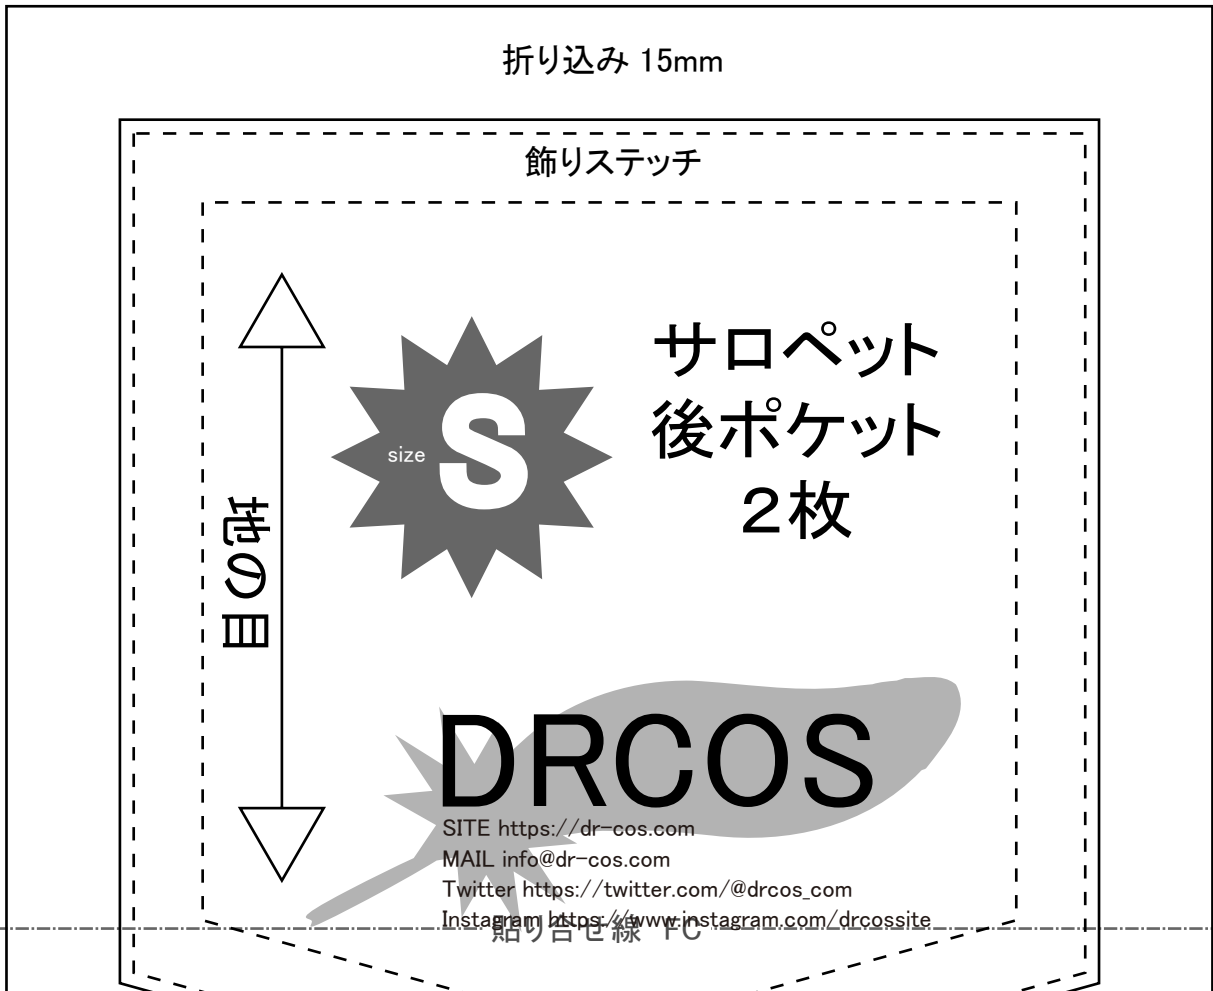 折り込み 15mm
飾りステッチ
サロペット
後ポケット
２枚
size S
地の目
DRCOS
SITE https://dr-cos.com
MAIL info@dr-cos.com
Twitter https://twitter.com/@drcos_com
Instagram https://www.instagram.com/drcossite
貼り合せ線 FC